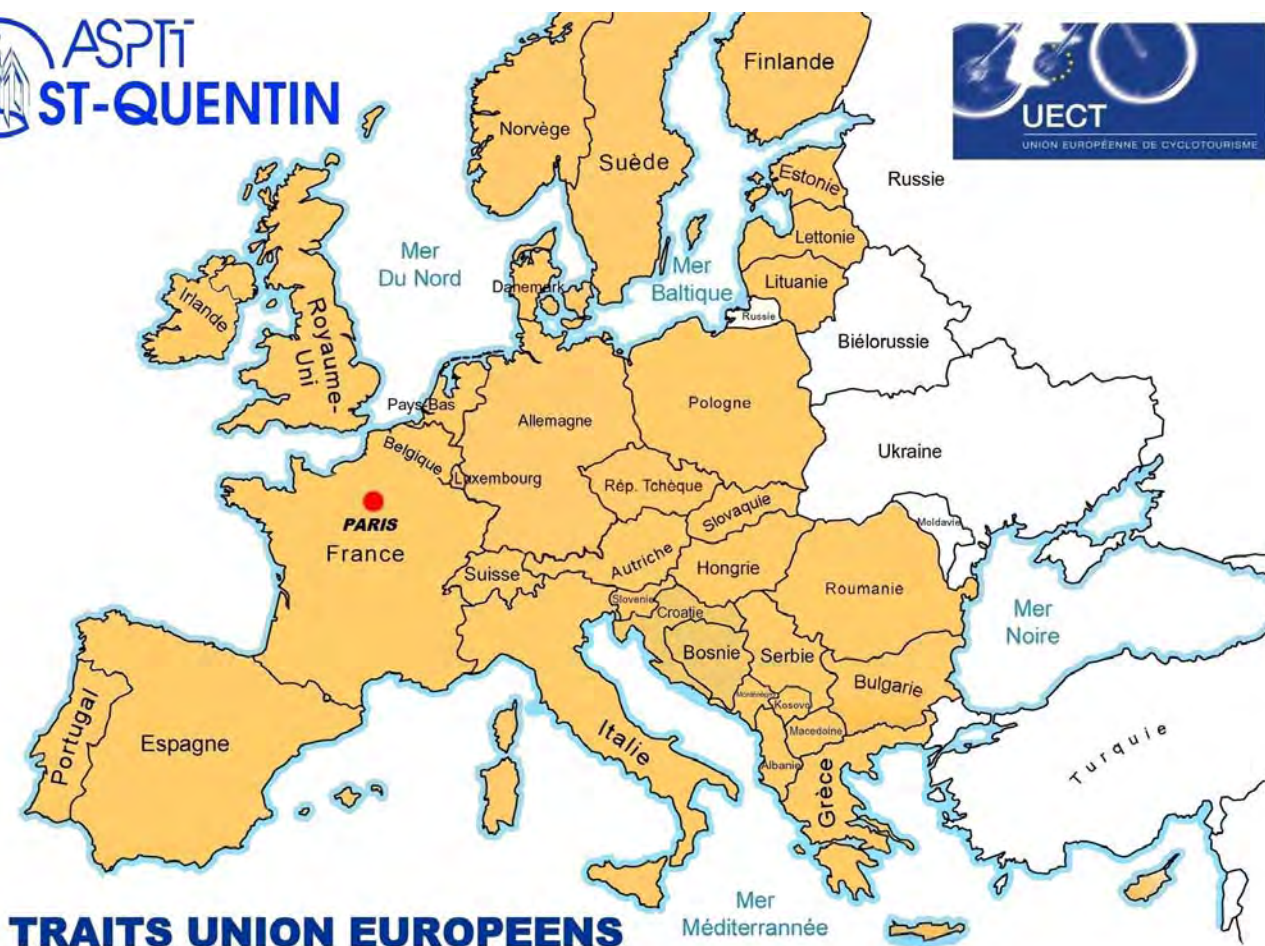 ASPTT
ST-QUENTIN
UECT
UNION EUROPÉENNE DE CYCLOTOURISME
Finlande
Norvège
Suède
Estonie
Russie
Lettonie
Mer
Du Nord
Mer
Baltique
Danemark
Lituanie
Irlande
Royaume-
Uni
Russie
Biélorussie
Pays-Bas
Allemagne
Pologne
Belgique
Luxembourg
Ukraine
Rép. Tchèque
Slovaquie
PARIS
France
Moldavie
Suisse
Autriche
Hongrie
Roumanie
Slovenie
Croatie
Mer
Noire
Bosnie
Serbie
Bulgarie
Portugal
Espagne
Italie
Monténégro
Kosovo
Macedoine
Albanie
Grèce
Turquie
Mer
Méditerrannée
TRAITS UNION EUROPEENS